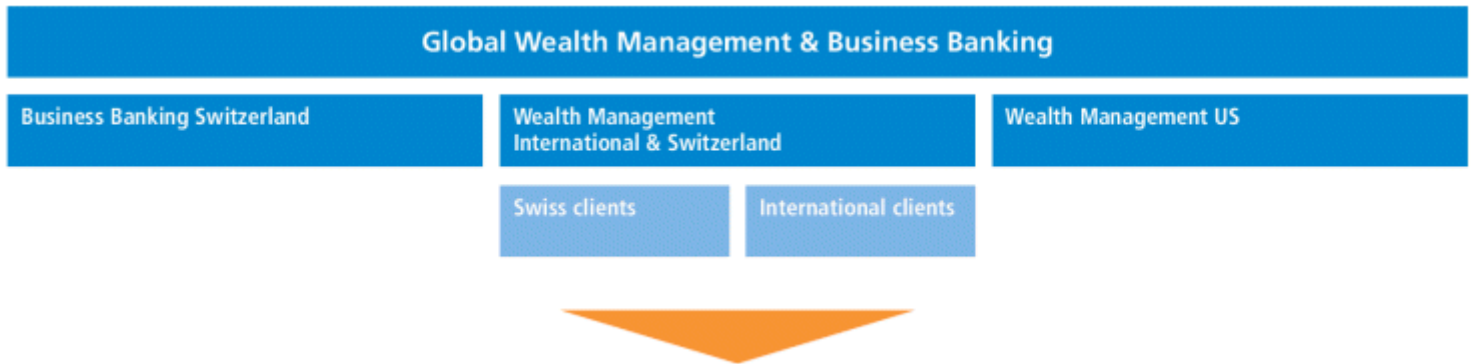 Global Wealth Management & Business Banking
Business Banking Switzerland
Wealth Management
International & Switzerland
Wealth Management US
Swiss clients
International clients